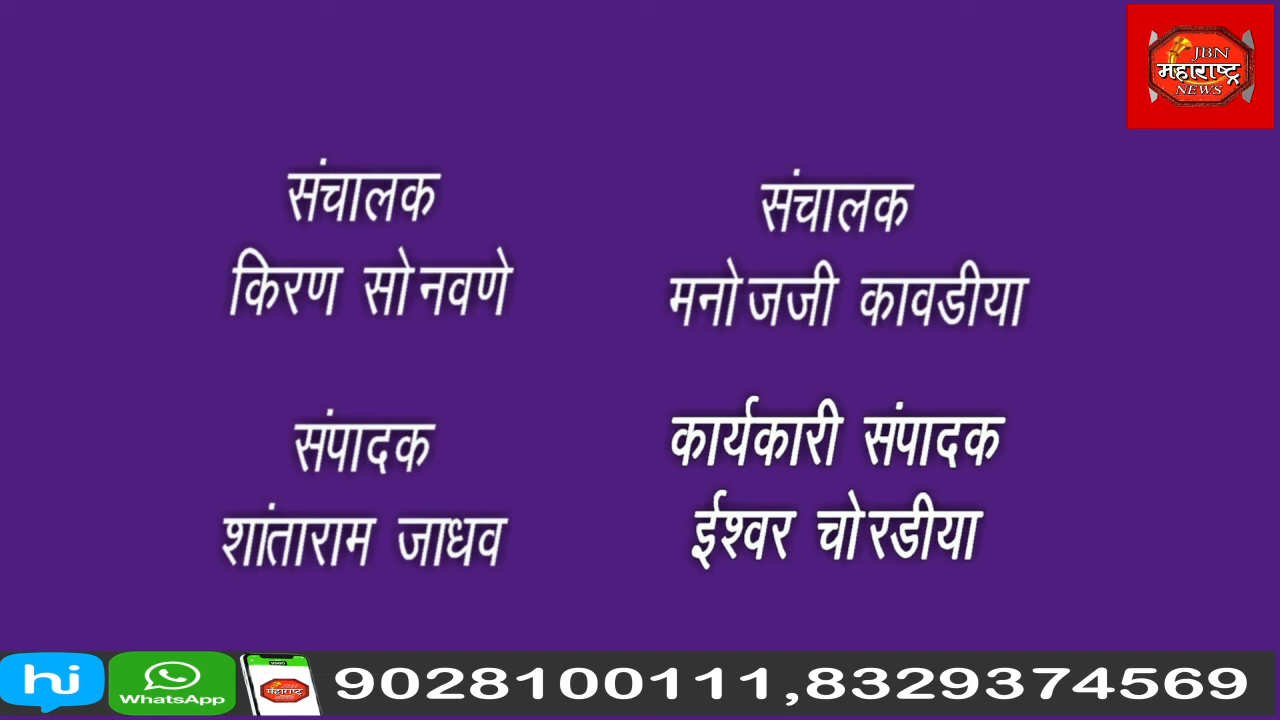 JBN
महाराष्ट्र
NEWS
संचालक
किरण सोनवणे
संचालक
मनोजजी कावडीया
संपादक
शांताराम जाधव
कार्यकारी संपादक
ईश्वर चोरडीया
hi
WhatsApp
महाराष्ट्र
9028100111,8329374569